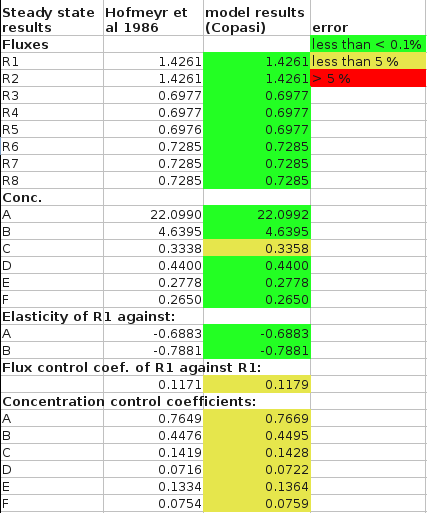 Steady state results Hofmeyr et al 1986 model results (Copasi) error
Fluxes less than < 0.1%
R1 1.4261 1.4261 less than 5 %
R2 1.4261 1.4261 > 5 %
R3 0.6977 0.6977
R4 0.6977 0.6977
R5 0.6976 0.6977
R6 0.7285 0.7285
R7 0.7285 0.7285
R8 0.7285 0.7285
Conc.
A 22.0990 22.0992
B 4.6395 4.6395
C 0.3338 0.3358
D 0.4400 0.4400
E 0.2778 0.2778
F 0.2650 0.2650
Elasticity of R1 against:
A -0.6883 -0.6883
B -0.7881 -0.7881
Flux control coef. of R1 against R1:
0.1171 0.1179
Concentration control coefficients:
A 0.7649 0.7669
B 0.4476 0.4495
C 0.1419 0.1428
D 0.0716 0.0722
E 0.1334 0.1364
F 0.0754 0.0759